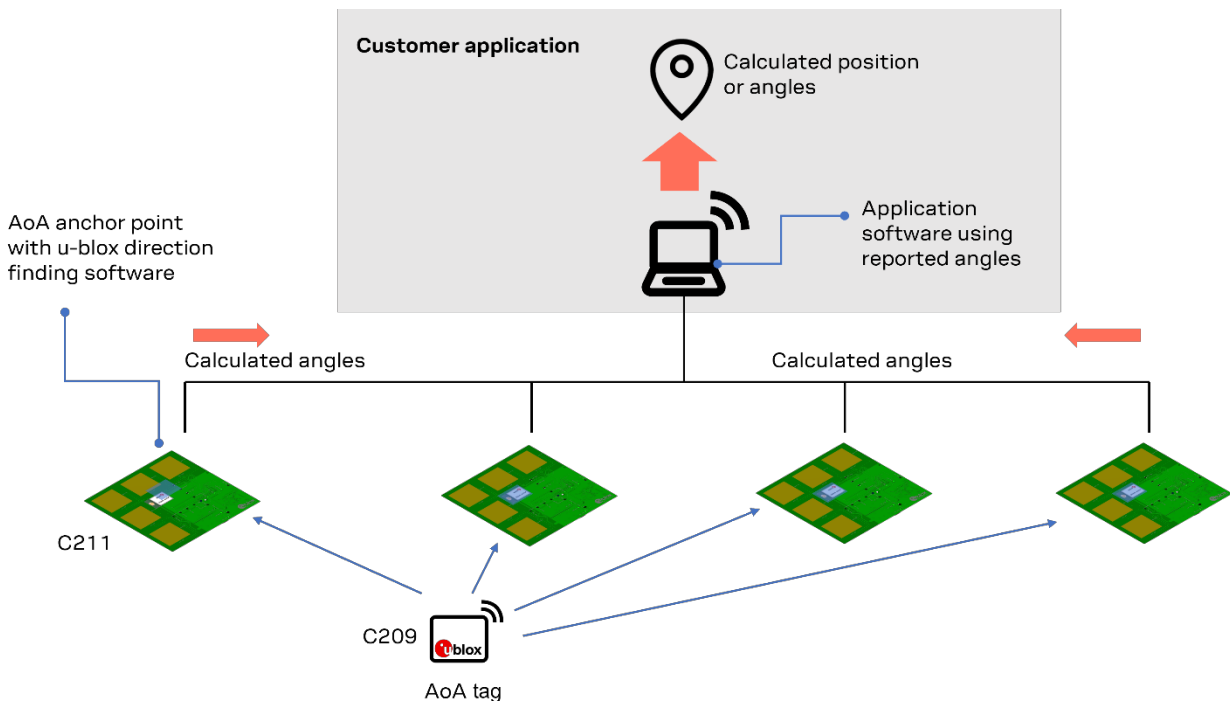 Customer application
Calculated position
or angles
AoA anchor point
with u-blox direction
finding software
Application
software using
reported angles
Calculated angles
Calculated angles
C211
C209
ublox
AoA tag